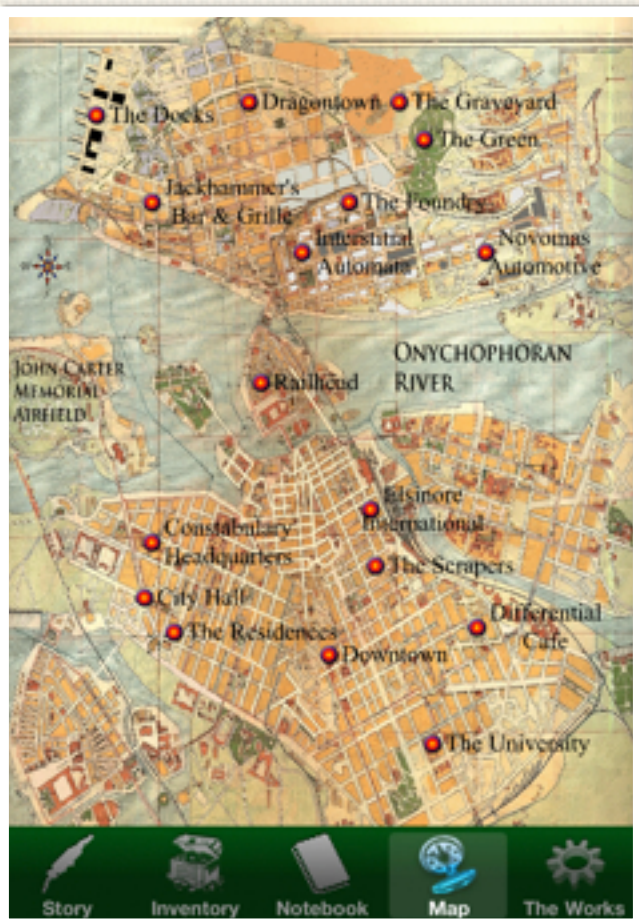 Dragontown
The Graveyard
The Docks
The Green
Jackhammer's
Bar & Grille
The Foundry
Interstitial
Automata
Novomas
Automotive
ONYCHOPHORAN
RIVER
JOHN CARTER
MEMORIAL
AIRFIELD
Railhead
Elsinore
International
Constabulary
Headquarters
The Scrapers
City Hall
Differential
Cafe
The Residences
Downtown
The University
Story
Inventory
Notebook
Map
The Works